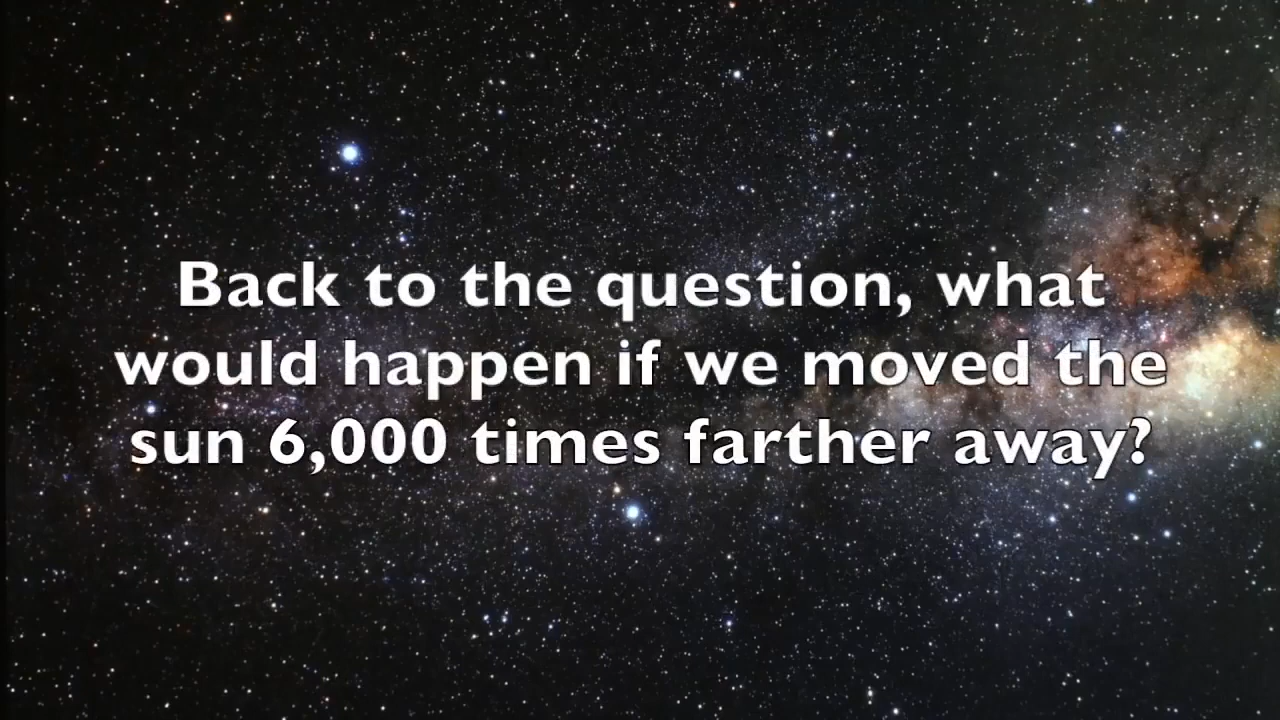 Back to the question, what
would happen if we moved the
sun 6,000 times farther away?